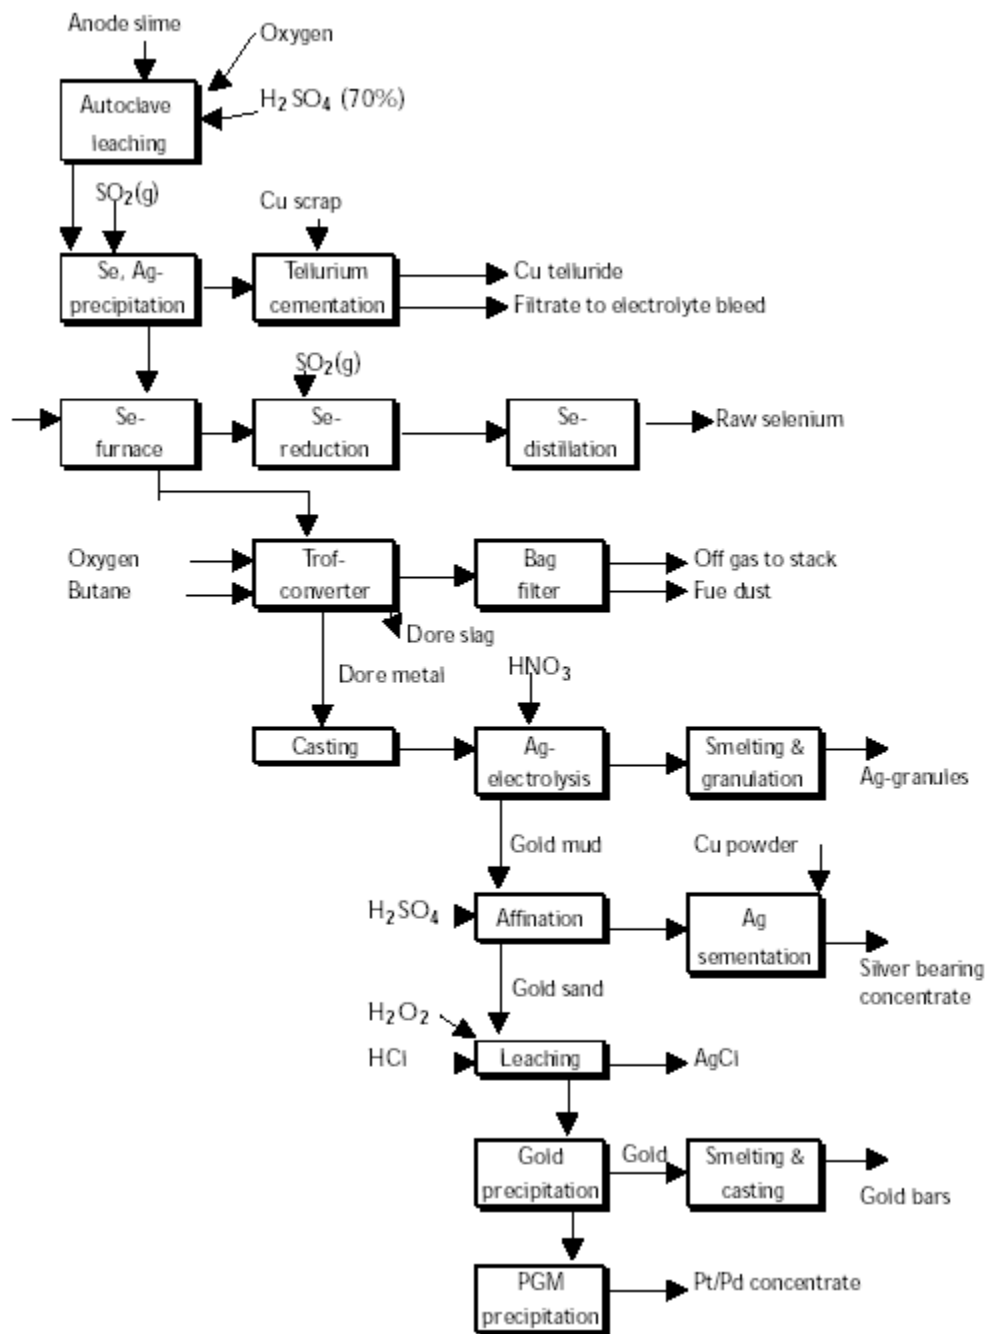 Anode slime
Oxygen
H2SO4 (70%)
Autoclave
leaching
SO2(g)
Cu scrap
Se, Ag-
precipitation
Tellurium
cementation
Cu telluride
Filtrate to electrolyte bleed
SO2(g)
Se-
furnace
Se-
reduction
Se-
distillation
Raw selenium
Oxygen
Butane
Trof-
converter
Bag
filter
Off gas to stack
Fue dust
Dore slag
Dore metal
HNO3
Casting
Ag-
electrolysis
Smelting &
granulation
Ag-granules
Gold mud
Cu powder
H2SO4
Affination
Ag
sementation
Silver bearing
concentrate
Gold sand
H2O2
HCl
Leaching
AgCl
Gold
precipitation
Gold
Smelting &
casting
Gold bars
PGM
precipitation
Pt/Pd concentrate